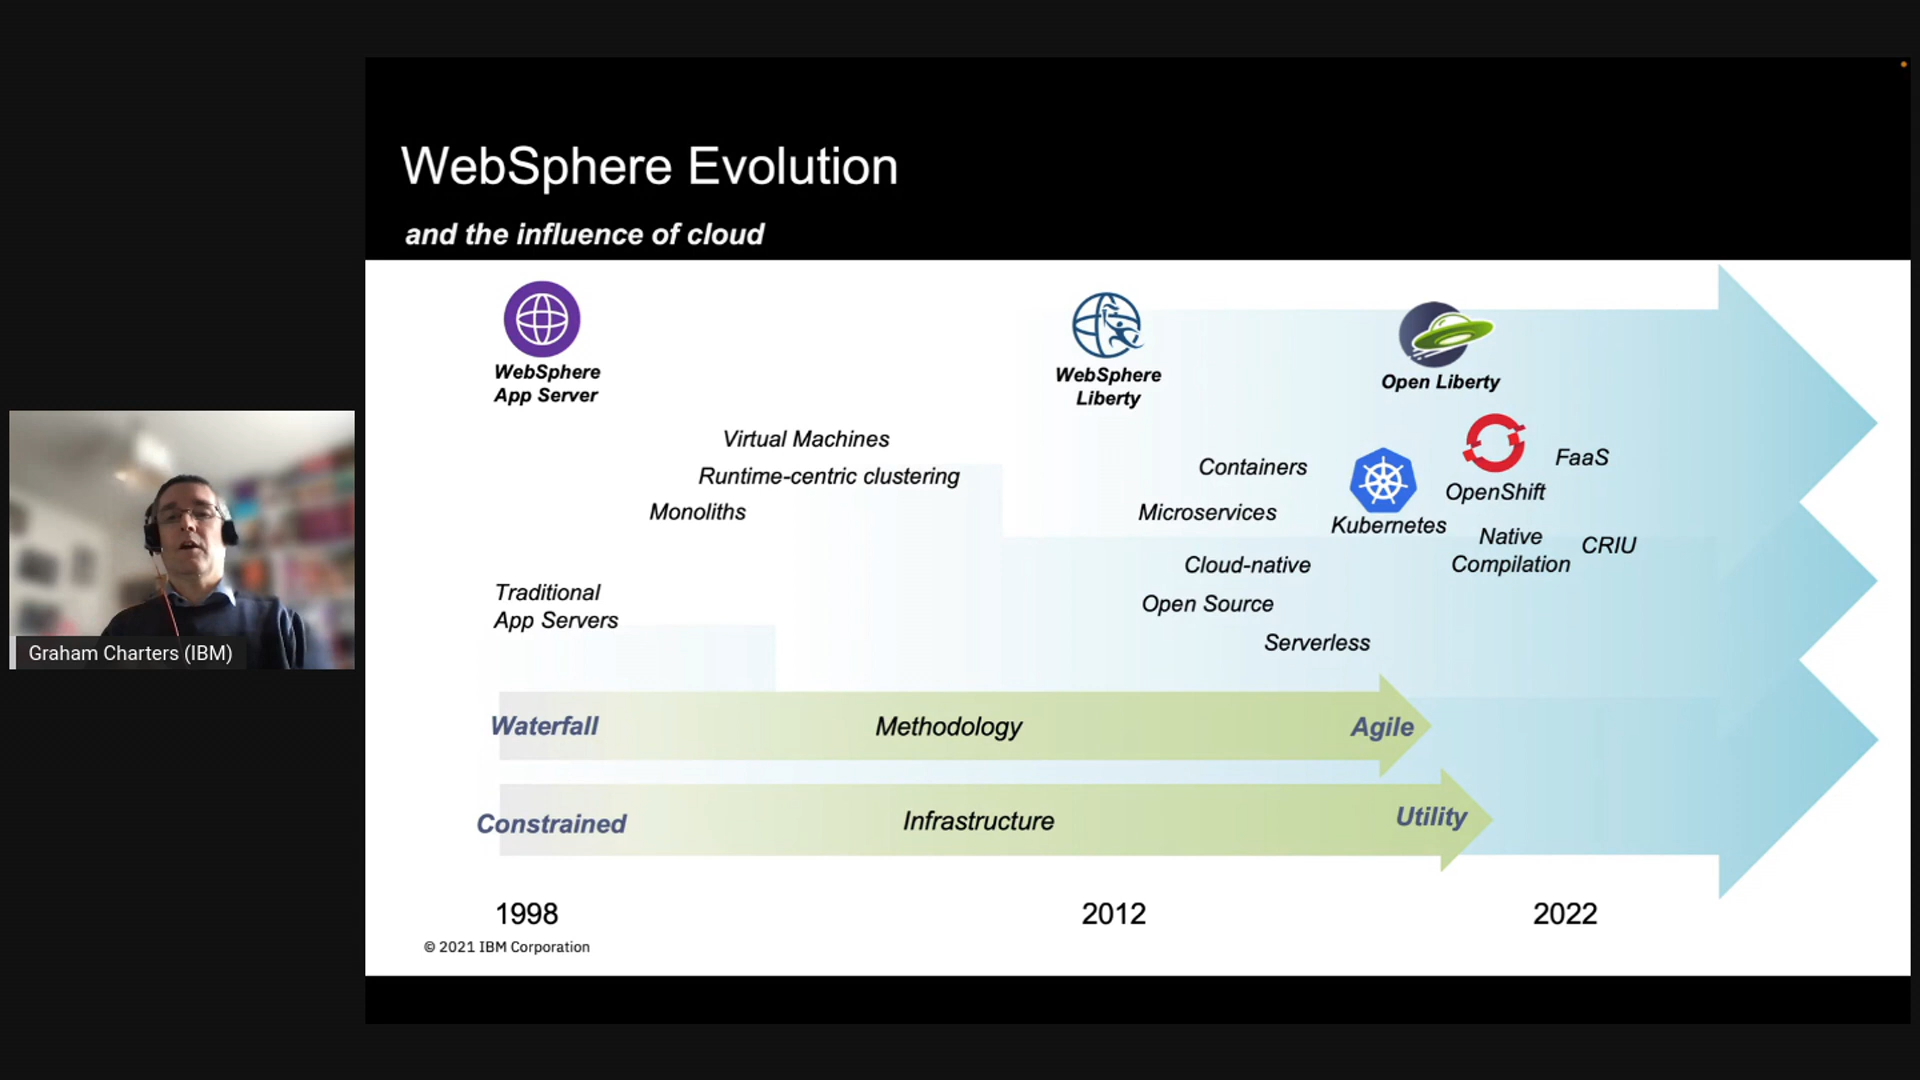 WebSphere Evolution
and the influence of cloud
WebSphere
App Server
WebSphere
Liberty
Open Liberty
Virtual Machines
Runtime-centric clustering
Monoliths
Containers
Microservices
Kubernetes
OpenShift
FaaS
Native
Compilation
CRIU
Cloud-native
Open Source
Serverless
Traditional
App Servers
Waterfall
Methodology
Agile
Constrained
Infrastructure
Utility
1998
2012
2022
© 2021 IBM Corporation
Graham Charters (IBM)